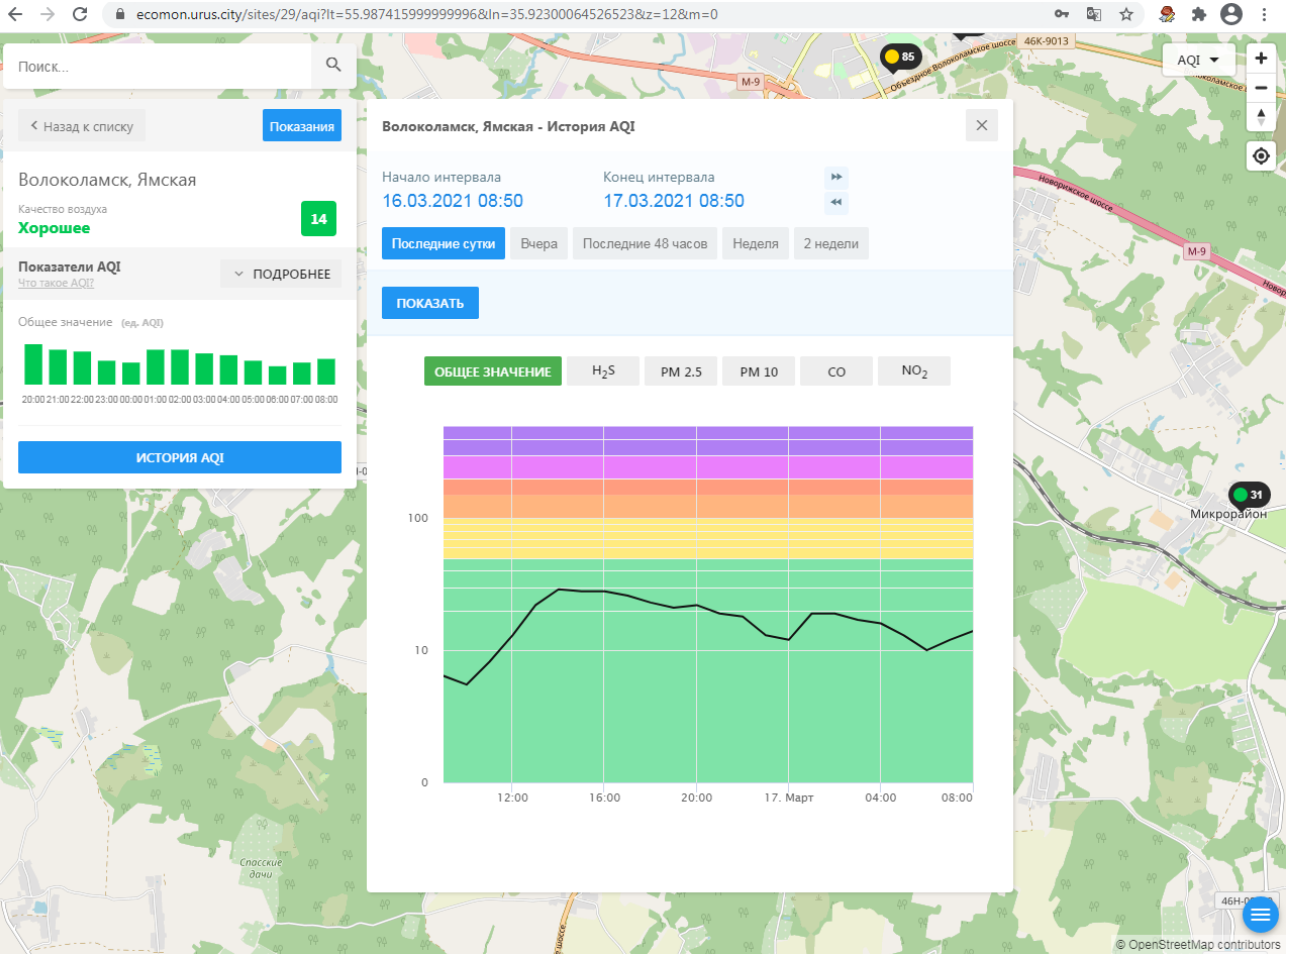 ecomon.urus.city/sites/29/aqi?lt=55.987415999999996&ln=35.92300064526523&z=12&m=0
Поиск...
46К-9013
Объездное Волоколамское шоссе
85
М-9
AQI
Назад к списку
Показания
Волоколамск, Ямская - История AQI
Волоколамск, Ямская
Качество воздуха
Хорошее
14
Начало интервала
Конец интервала
16.03.2021 08:50
17.03.2021 08:50
Последние сутки
Вчера
Последние 48 часов
Неделя
2 недели
Новорижское шоссе
М-9
Показатели AQI
Что такое AQI?
ПОДРОБНЕЕ
ПОКАЗАТЬ
Общее значение (ед. AQI)
20:00 21:00 22:00 23:00 00:00 01:00 02:00 03:00 04:00 05:00 06:00 07:00 08:00
ИСТОРИЯ AQI
ОБЩЕЕ ЗНАЧЕНИЕ
H2S
PM 2.5
PM 10
CO
NO2
31
Микрорайон
100
10
0
12:00
16:00
20:00
17. Март
04:00
08:00
Спасские
дачи
© OpenStreetMap contributors